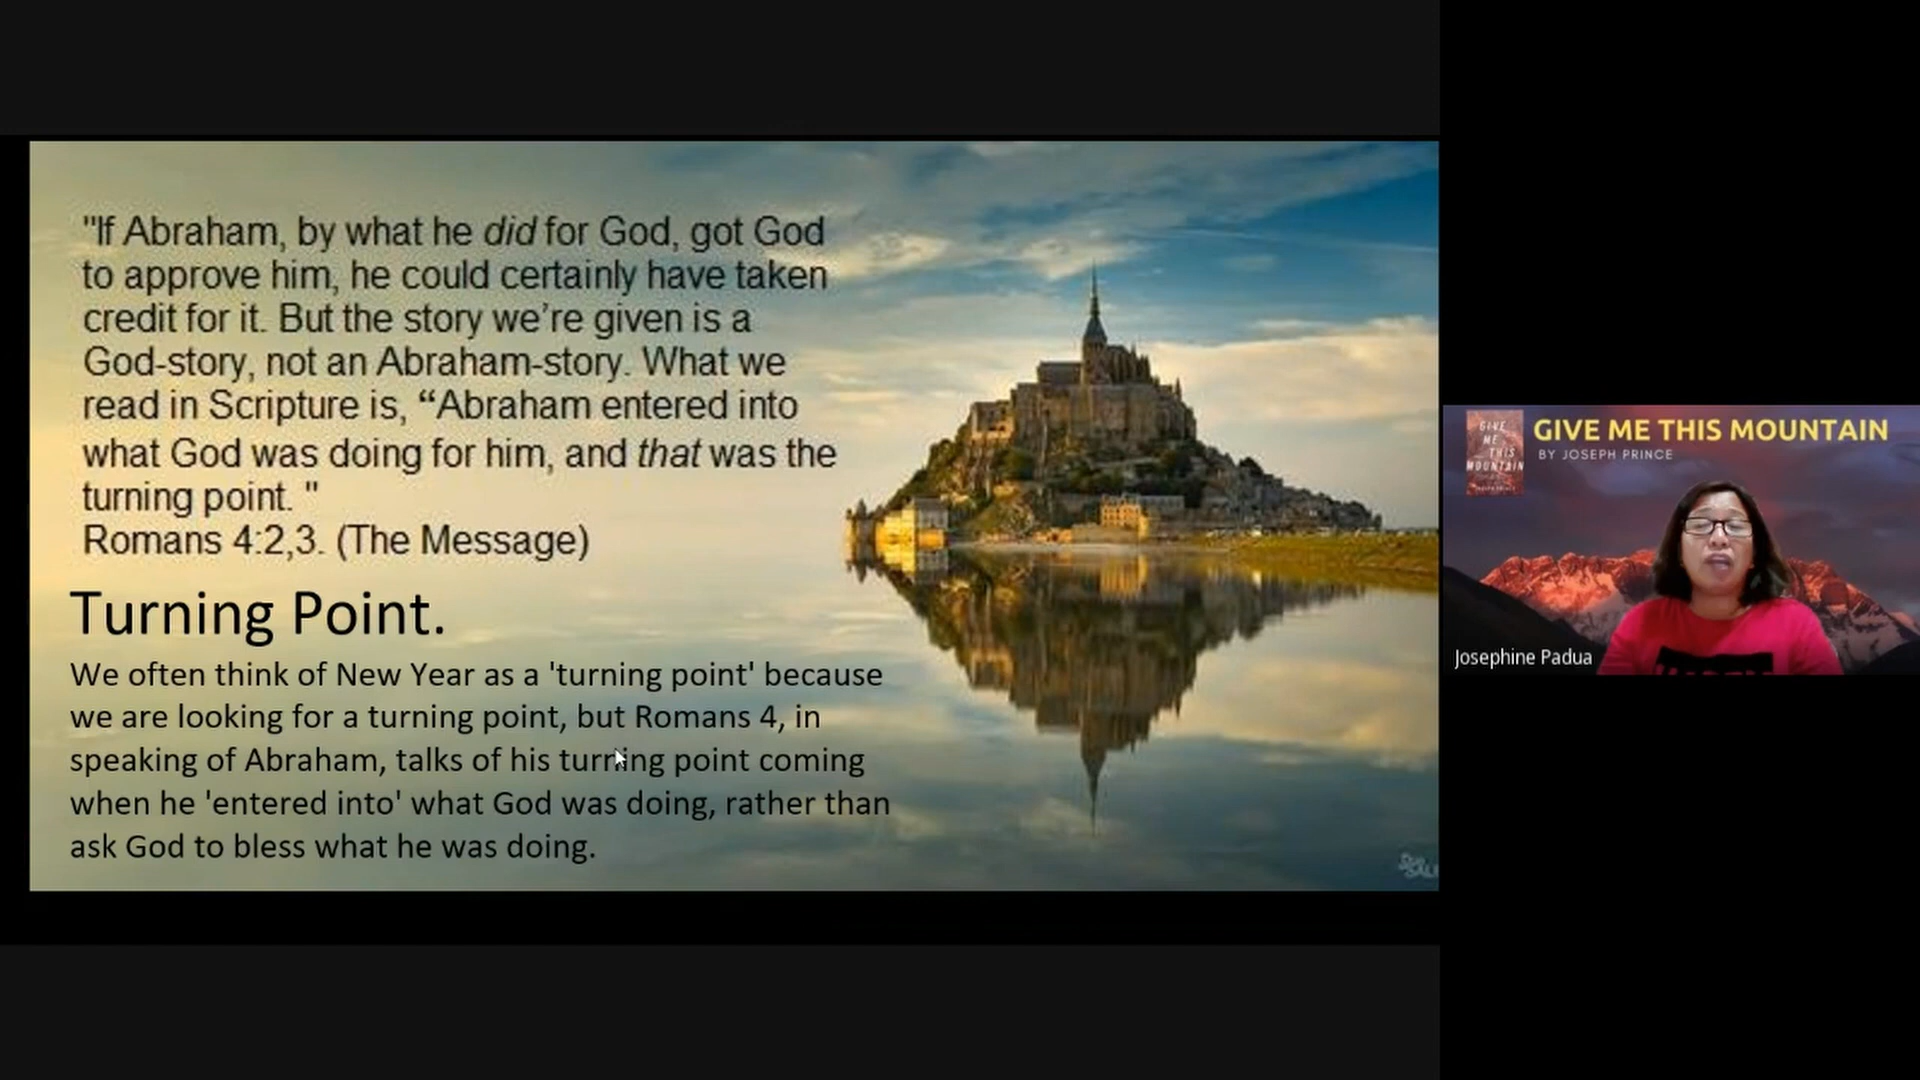 "If Abraham, by what he did for God, got God
to approve him, he could certainly have taken
credit for it. But the story we’re given is a
God-story, not an Abraham-story. What we
read in Scripture is, “Abraham entered into
what God was doing for him, and that was the
turning point. "
Romans 4:2,3. (The Message)
Turning Point.
We often think of New Year as a 'turning point' because
we are looking for a turning point, but Romans 4, in
speaking of Abraham, talks of his turning point coming
when he 'entered into' what God was doing, rather than
ask God to bless what he was doing.
GIVE
ME
THIS
MOUNTAIN
GIVE ME THIS MOUNTAIN
BY JOSEPH PRINCE
Josephine Padua